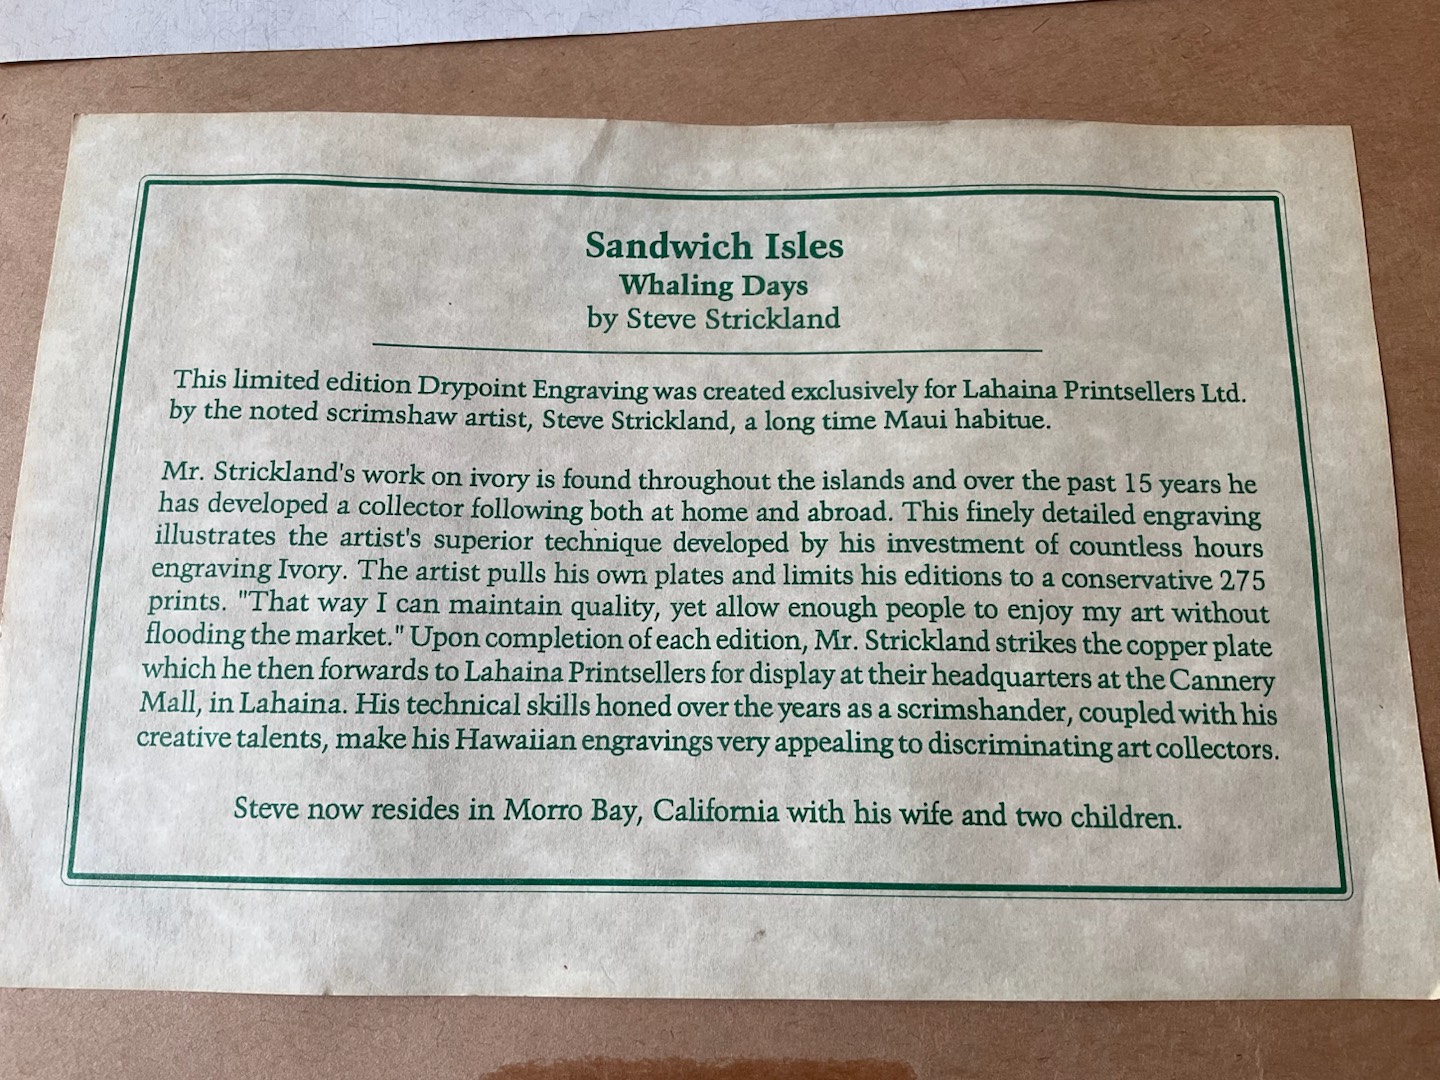 Sandwich Isles
Whaling Days
by Steve Strickland
This limited edition Drypoint Engraving was created exclusively for Lahaina Printsellers Ltd.
by the noted scrimshaw artist, Steve Strickland, a long time Maui habitue.
Mr. Strickland's work on ivory is found throughout the islands and over the past 15 years he
has developed a collector following both at home and abroad. This finely detailed engraving
illustrates the artist's superior technique developed by his investment of countless hours
engraving Ivory. The artist pulls his own plates and limits his editions to a conservative 275
prints. "That way I can maintain quality, yet allow enough people to enjoy my art without
flooding the market." Upon completion of each edition, Mr. Strickland strikes the copper plate
which he then forwards to Lahaina Printsellers for display at their headquarters at the Cannery
Mall, in Lahaina. His technical skills honed over the years as a scrimshander, coupled with his
creative talents, make his Hawaiian engravings very appealing to discriminating art collectors.
Steve now resides in Morro Bay, California with his wife and two children.